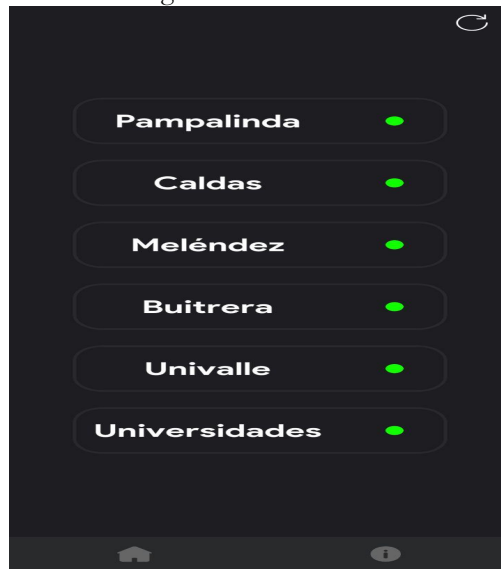 Pampalinda
Caldas
Meléndez
Buitrera
Univalle
Universidades